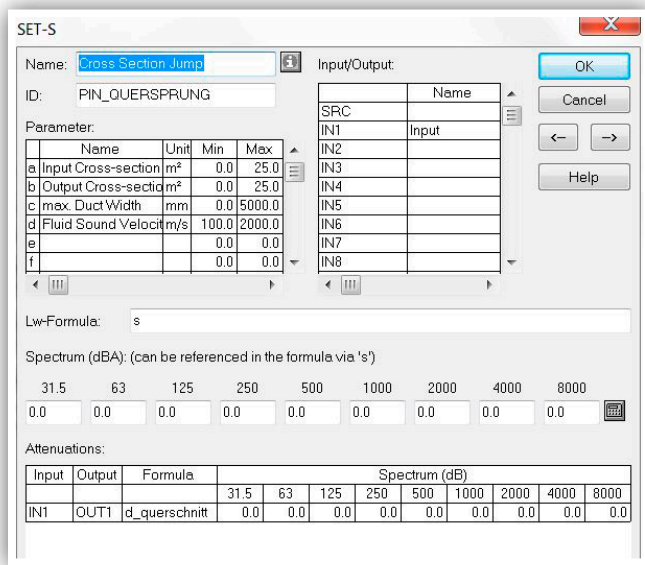 SET-S
Name: Cross Section Jump
ID: PIN_QUERSPRUNG
Parameter:
Name Unit Min Max
a Input Cross-section m² 0.0 25.0
b Output Cross-sectio m² 0.0 25.0
c max. Duct Width mm 0.0 5000.0
d Fluid Sound Velocit m/s 100.0 2000.0
e 0.0 0.0
f 0.0 0.0
Input/Output:
Name
SRC
IN1 Input
IN2
IN3
IN4
IN5
IN6
IN7
IN8
OK
Cancel
<– –>
Help
Lw-Formula: s
Spectrum (dBA): (can be referenced in the formula via 's')
31.5 63 125 250 500 1000 2000 4000 8000
0.0 0.0 0.0 0.0 0.0 0.0 0.0 0.0 0.0
Attenuations:
Input Output Formula Spectrum (dB)
31.5 63 125 250 500 1000 2000 4000 8000
IN1 OUT1 d_querschnitt 0.0 0.0 0.0 0.0 0.0 0.0 0.0 0.0 0.0